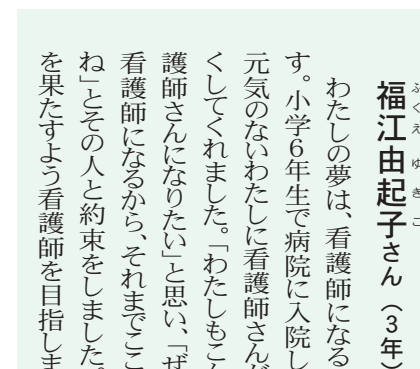 福江由起子さん（3年）
ふくえ ゆきこ
わたしの夢は、看護師になる
す。小学6年生で病院に入院し
元気のないわたしに看護師さんが
くしてくれました。「わたしもこん
護師さんになりたい」と思い、「ぜ
看護師になるから、それまでここ
ね」とその人と約束をしました。
を果たすよう看護師を目指しま